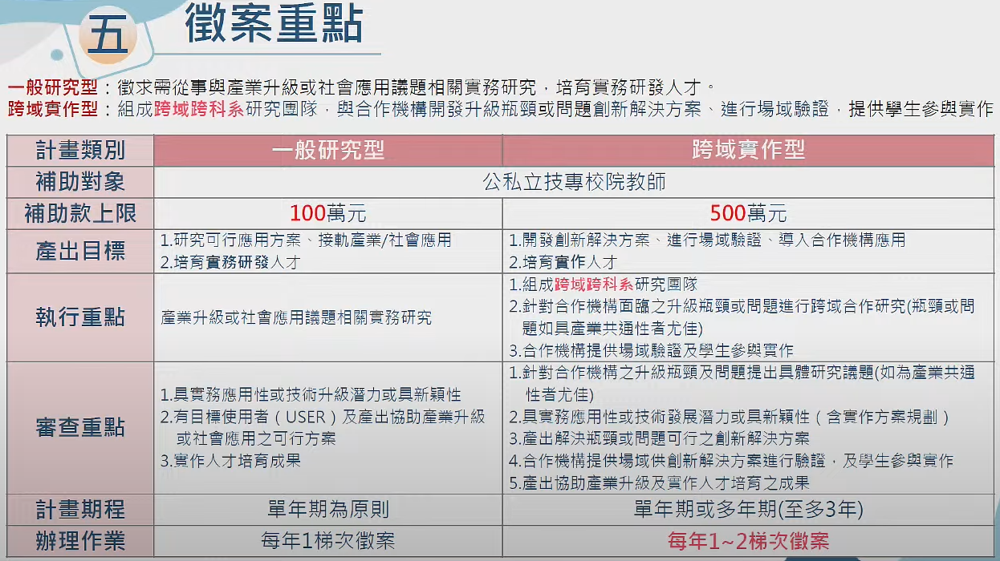 五
徵案重點
一般研究型：徵求需從事與產業升級或社會應用議題相關實務研究，培育實務研發人才。
跨域實作型：組成跨域跨科系研究團隊，與合作機構開發升級瓶頸或問題創新解決方案、進行場域驗證，提供學生參與實作
計畫類別 一般研究型 跨域實作型
補助對象 公私立技專校院教師
補助款上限 100萬元 500萬元
產出目標
1.研究可行應用方案、接軌產業/社會應用
2.培育實務研發人才
1.開發創新解決方案、進行場域驗證、導入合作機構應用
2.培育實作人才
執行重點
產業升級或社會應用議題相關實務研究
1.組成跨域跨科系研究團隊
2.針對合作機構面臨之升級瓶頸或問題進行跨域合作研究(瓶頸或問
題如具產業共通性者尤佳)
3.合作機構提供場域驗證及學生參與實作
審查重點
1.具實務應用性或技術升級潛力或具新穎性
2.有目標使用者（USER）及產出協助產業升級
或社會應用之可行方案
3.實作人才培育成果
1.針對合作機構之升級瓶頸及問題提出具體研究議題(如為產業共通
性者尤佳)
2.具實務應用性或技術發展潛力或具新穎性（含實作方案規劃）
3.產出解決瓶頸或問題可行之創新解決方案
4.合作機構提供場域供創新解決方案進行驗證，及學生參與實作
5.產出協助產業升級及實作人才培育之成果
計畫期程 單年期為原則 單年期或多年期(至多3年)
辦理作業 每年1梯次徵案 每年1~2梯次徵案